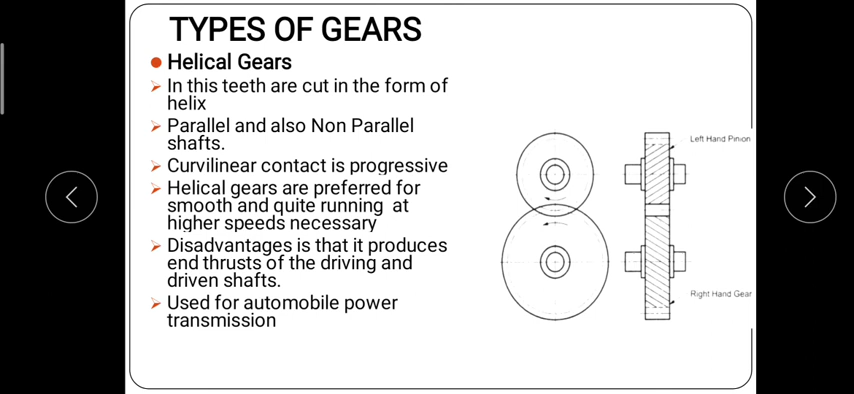 TYPES OF GEARS
Helical Gears
In this teeth are cut in the form of
helix
Parallel and also Non Parallel
shafts.
Curvilinear contact is progressive
Helical gears are preferred for
smooth and quite running at
higher speeds necessary
Disadvantages is that it produces
end thrusts of the driving and
driven shafts.
Used for automobile power
transmission
Left Hand Pinion
Right Hand Gear